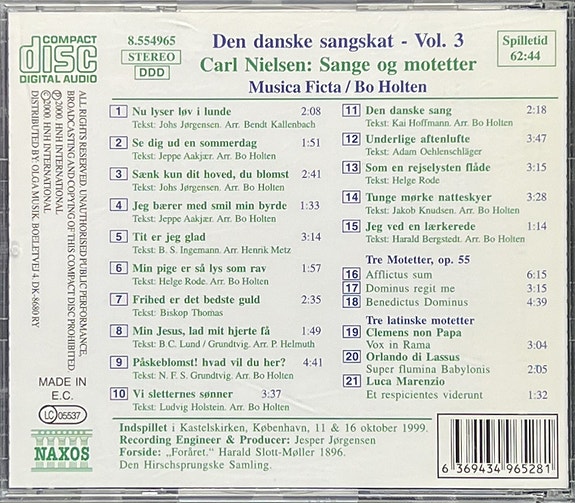 COMPACT
disc
DIGITAL AUDIO
ALL RIGHTS RESERVED. UNAUTHORISED PUBLIC PERFORMANCE,
BROADCASTING AND COPYING OF THIS COMPACT DISC PROHIBITED.
℗2000. HNH INTERNATIONAL
©2000. HNH INTERNATIONAL
DISTRIBUTED BY: OLGA MUSIK. BOFÆLETVEJ 4. DK-8680 RY
MADE IN
E.C.
LC 05537
NAXOS
8.554965
STEREO
DDD
Den danske sangskat - Vol. 3
Carl Nielsen: Sange og motetter
Musica Ficta / Bo Holten
Spilletid
62:44
1 Nu lyser løv i lunde 2:08
Tekst: Johs Jørgensen. Arr. Bendt Kallenbach
2 Se dig ud en sommerdag 1:51
Tekst: Jeppe Aakjær. Arr. Bo Holten
3 Sænk kun dit hoved, du blomst 2:41
Tekst: Johs Jørgensen. Arr. Bo Holten
4 Jeg bærer med smil min byrde 1:33
Tekst: Jeppe Aakjær. Arr. Bo Holten
5 Tit er jeg glad 3:14
Tekst: B. S. Ingemann. Arr. Henrik Metz
6 Min pige er så lys som rav 1:57
Tekst: Helge Rode. Arr. Bo Holten
7 Frihed er det bedste guld 2:35
Tekst: Biskop Thomas
8 Min Jesus, lad mit hjerte få 1:49
Tekst: B.C. Lund / Grundtvig. Arr. P. Helmuth
9 Påskeblomst! hvad vil du her? 4:41
Tekst: N. F. S. Grundtvig. Arr. Bo Holten
10 Vi sletternes sønner 3:37
Tekst: Ludvig Holstein. Arr. Bo Holten
11 Den danske sang 2:18
Tekst: Kai Hoffmann. Arr. Bo Holten
12 Underlige aftenlufte 3:47
Tekst: Adam Oehlenschläger
13 Som en rejselysten flåde 3:15
Tekst: Helge Rode
14 Tunge mørke natteskyer 3:28
Tekst: Jakob Knudsen. Arr. Bo Holten
15 Jeg ved en lærkerede 1:14
Tekst: Harald Bergstedt. Arr. Bo Holten
Tre Motetter, op. 55
16 Afflictus sum 6:15
17 Dominus regit me 3:15
18 Benedictus Dominus 4:39
Tre latinske motetter
19 Clemens non Papa
Vox in Rama 3:04
20 Orlando di Lassus
Super flumina Babylonis 2:05
21 Luca Marenzio
Et respicientes viderunt 1:32
Indspillet i Kastelskirken, København, 11 & 16 oktober 1999.
Recording Engineer & Producer: Jesper Jørgensen
Forside: „Foråret.“ Harald Slott-Møller 1896.
Den Hirschsprungske Samling.
6 369434 965281